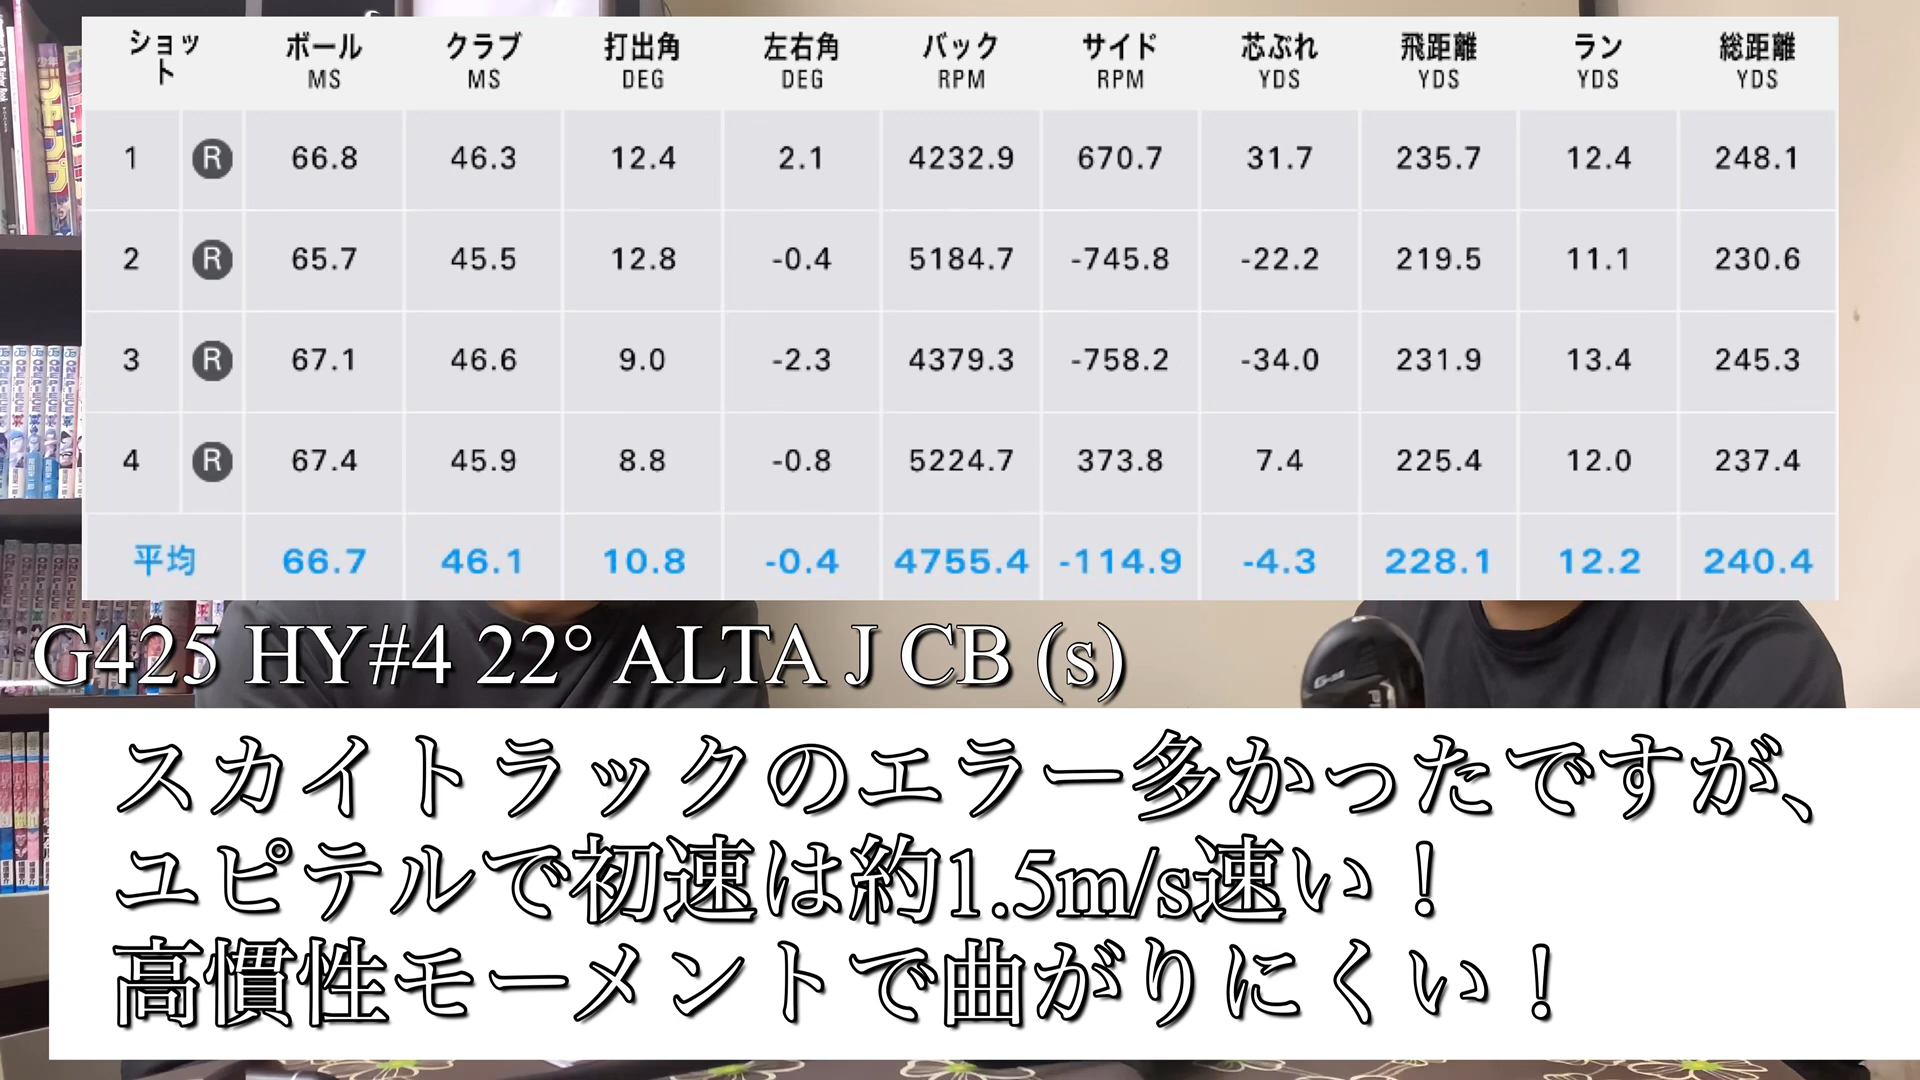 ショット ボール クラブ 打出角 左右角 バック サイド 芯ぶれ 飛距離 ラン 総距離
MS MS DEG DEG RPM RPM YDS YDS YDS YDS
1 R 66.8 46.3 12.4 2.1 4232.9 670.7 31.7 235.7 12.4 248.1
2 R 65.7 45.5 12.8 -0.4 5184.7 -745.8 -22.2 219.5 11.1 230.6
3 R 67.1 46.6 9.0 -2.3 4379.3 -758.2 -34.0 231.9 13.4 245.3
4 R 67.4 45.9 8.8 -0.8 5224.7 373.8 7.4 225.4 12.0 237.4
平均 66.7 46.1 10.8 -0.4 4755.4 -114.9 -4.3 228.1 12.2 240.4
G425 HY#4 22° ALTA J CB (s)
スカイトラックのエラー多かったですが、
ユピテルで初速は約1.5m/s速い！
高慣性モーメントで曲がりにくい！